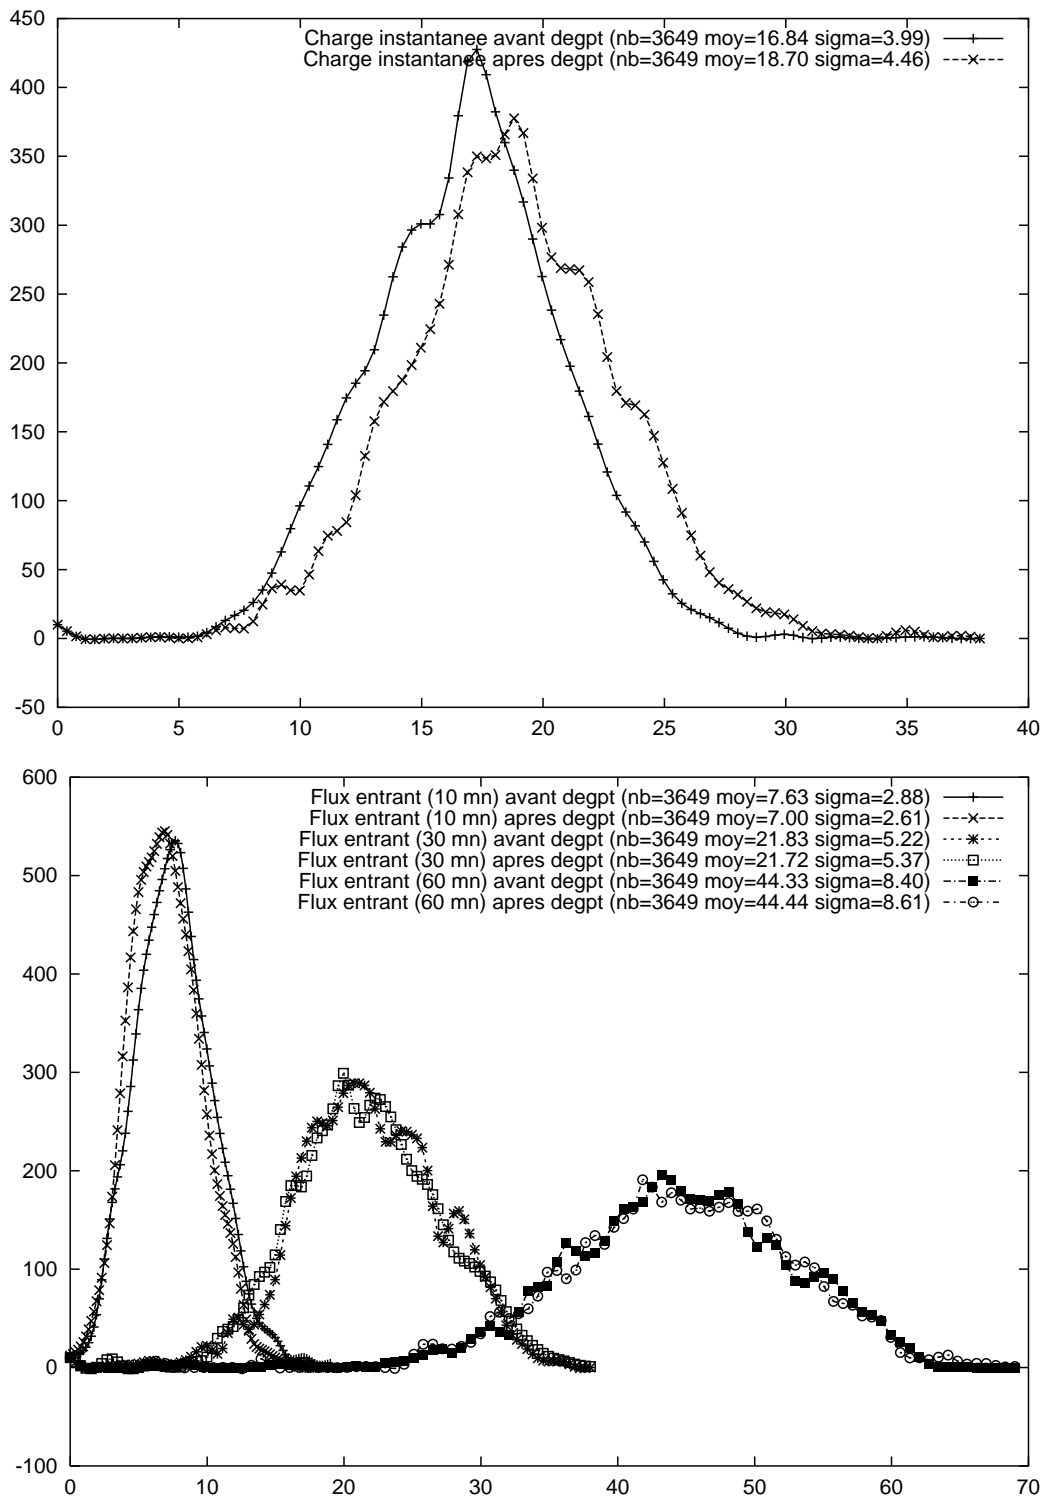 450
400
350
300
250
200
150
100
50
0
-50
0 5 10 15 20 25 30 35 40
Charge instantanee avant degpt (nb=3649 moy=16.84 sigma=3.99)
Charge instantanee apres degpt (nb=3649 moy=18.70 sigma=4.46)
600
500
400
300
200
100
0
-100
0 10 20 30 40 50 60 70
Flux entrant (10 mn) avant degpt (nb=3649 moy=7.63 sigma=2.88)
Flux entrant (10 mn) apres degpt (nb=3649 moy=7.00 sigma=2.61)
Flux entrant (30 mn) avant degpt (nb=3649 moy=21.83 sigma=5.22)
Flux entrant (30 mn) apres degpt (nb=3649 moy=21.72 sigma=5.37)
Flux entrant (60 mn) avant degpt (nb=3649 moy=44.33 sigma=8.40)
Flux entrant (60 mn) apres degpt (nb=3649 moy=44.44 sigma=8.61)